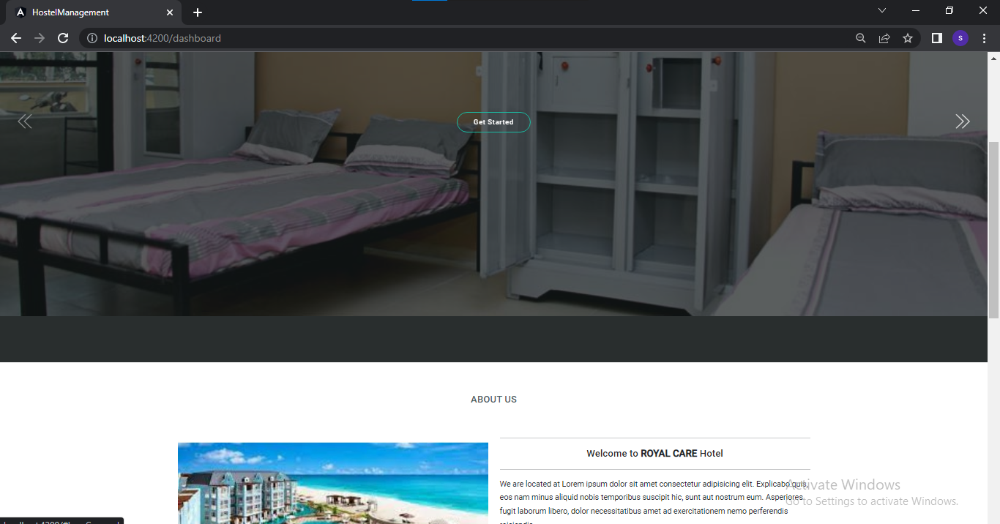 HostelManagement
localhost:4200/dashboard
S
Get Started
ABOUT US
Welcome to ROYAL CARE Hotel
We are located at Lorem ipsum dolor sit amet consectetur adipisicing elit. Explicabo quis,
eos nam minus aliquid nobis temporibus suscipit hic, sunt aut nostrum eum. Asperiores
fugit laborum libero, dolor necessitatibus amet ad exercitationem nemo perferendis
Activate Windows
Go to Settings to activate Windows.